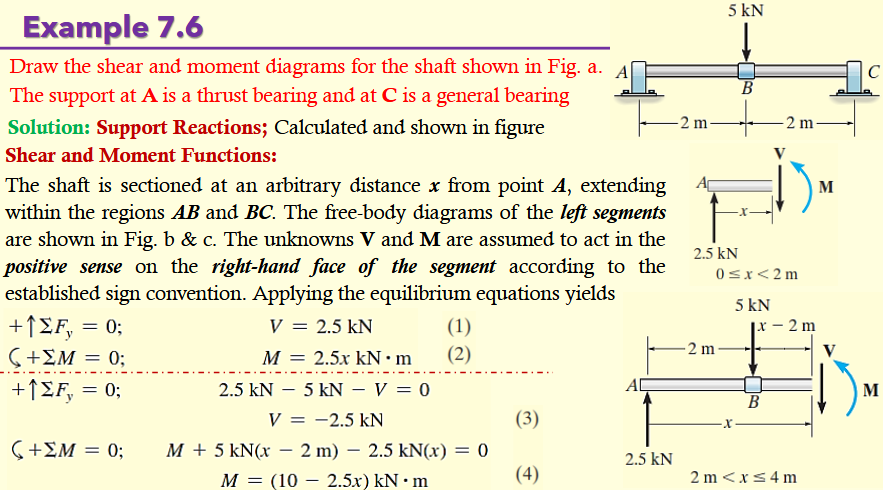 Example 7.6
Draw the shear and moment diagrams for the shaft shown in Fig. a.
The support at A is a thrust bearing and at C is a general bearing
Solution: Support Reactions; Calculated and shown in figure
Shear and Moment Functions:
The shaft is sectioned at an arbitrary distance x from point A, extending
within the regions AB and BC. The free-body diagrams of the left segments
are shown in Fig. b & c. The unknowns V and M are assumed to act in the
positive sense on the right-hand face of the segment according to the
established sign convention. Applying the equilibrium equations yields
+↑ΣF_y = 0; V = 2.5 kN (1)
↶+ΣM = 0; M = 2.5x kN · m (2)
+↑ΣF_y = 0; 2.5 kN − 5 kN − V = 0
V = −2.5 kN (3)
↶+ΣM = 0; M + 5 kN(x − 2 m) − 2.5 kN(x) = 0
M = (10 − 2.5x) kN · m (4)
5 kN
A
C
B
2 m
2 m
V
A
M
x
2.5 kN
0 ≤ x < 2 m
5 kN
x − 2 m
2 m
V
A
M
B
x
2.5 kN
2 m < x ≤ 4 m